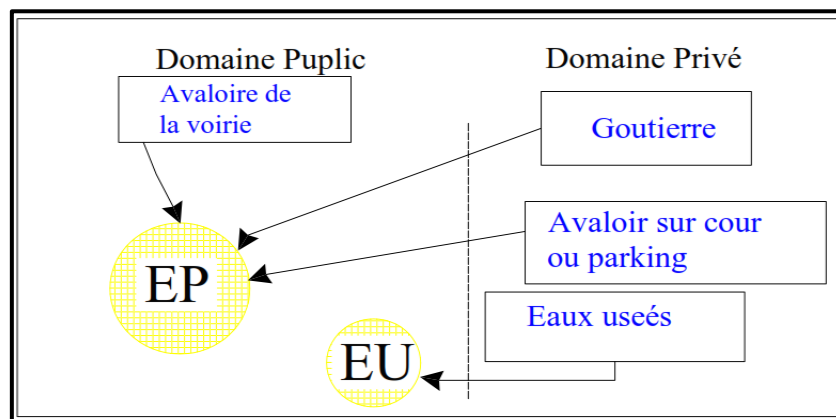 Domaine Puplic
Domaine Privé
Avaloire de
la voirie
Goutierre
Avaloir sur cour
ou parking
EP
Eaux useés
EU